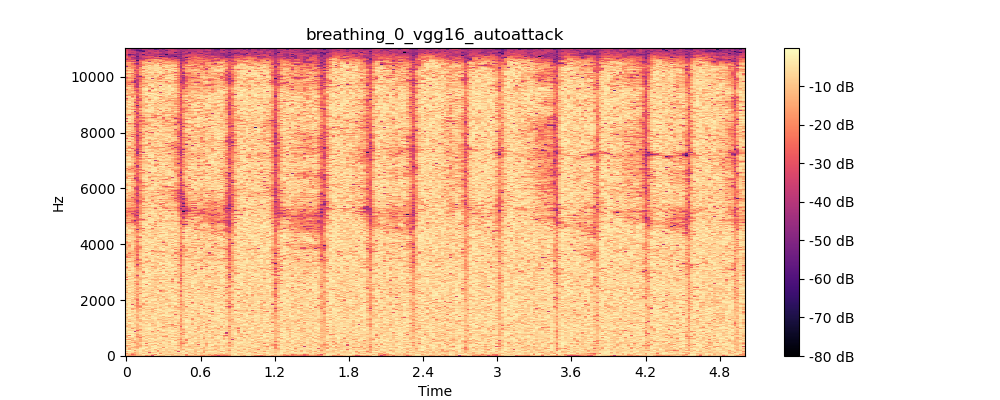 breathing_0_vgg16_autoattack
Hz
10000
8000
6000
4000
2000
0
0 0.6 1.2 1.8 2.4 3 3.6 4.2 4.8
Time
-10 dB
-20 dB
-30 dB
-40 dB
-50 dB
-60 dB
-70 dB
-80 dB